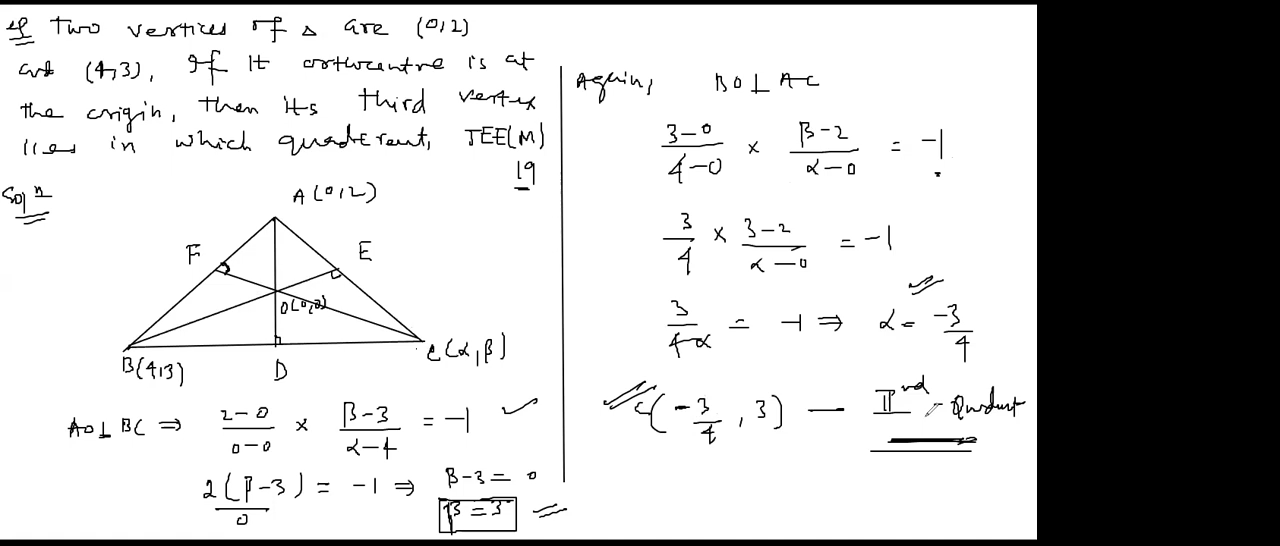 eg Two vertices of Δ are (0,2)
and (4,3), If it orthocentre is at
the origin, then its third vertex
lies in which quadrant, JEE(M)
19
Solⁿ
A(0,2)
F
E
O(0,0)
B(4,3)
D
C(α,β)
AO⊥BC ⇒ 2-0/0-0 × β-3/α-4 = -1
2(β-3)/0 = -1 ⇒ β-3 = 0
β=3
Again, BO⊥AC
3-0/4-0 × β-2/α-0 = -1
3/4 × 3-2/α-0 = -1
3/4α = -1 ⇒ α = -3/4
C(-3/4, 3) — IInd